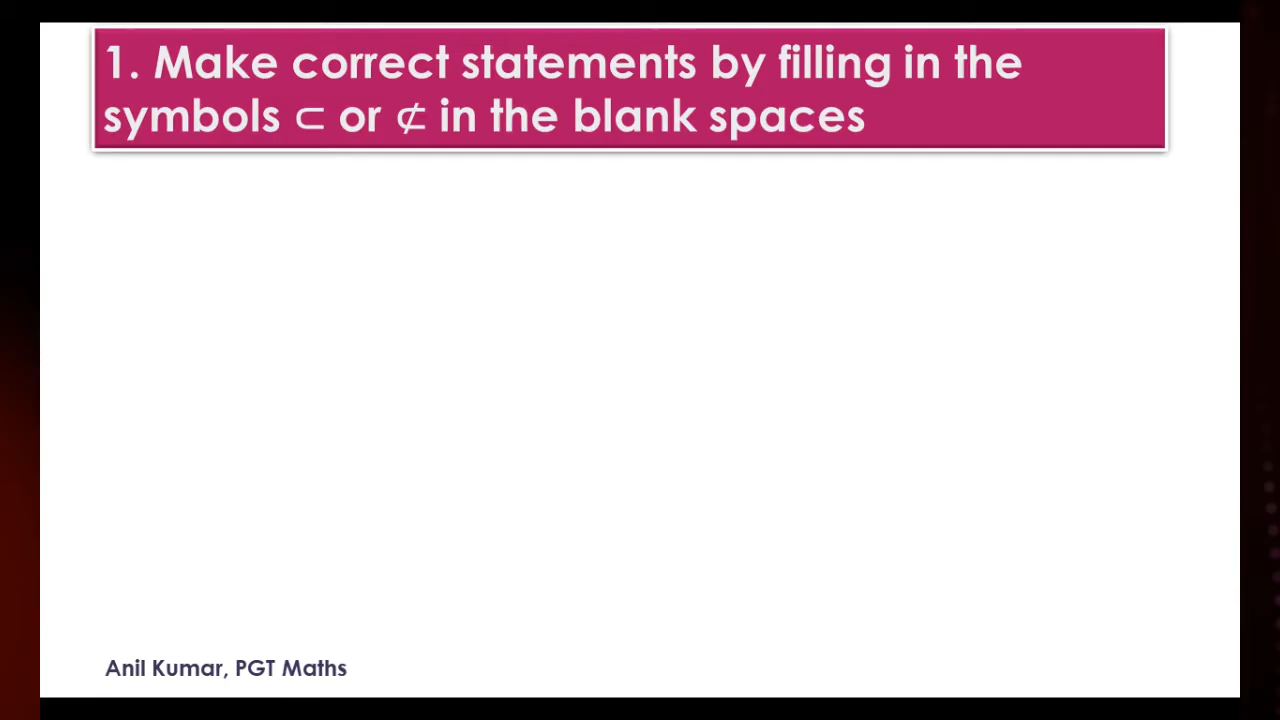 1. Make correct statements by filling in the
symbols ⊂ or ⊄ in the blank spaces
Anil Kumar, PGT Maths